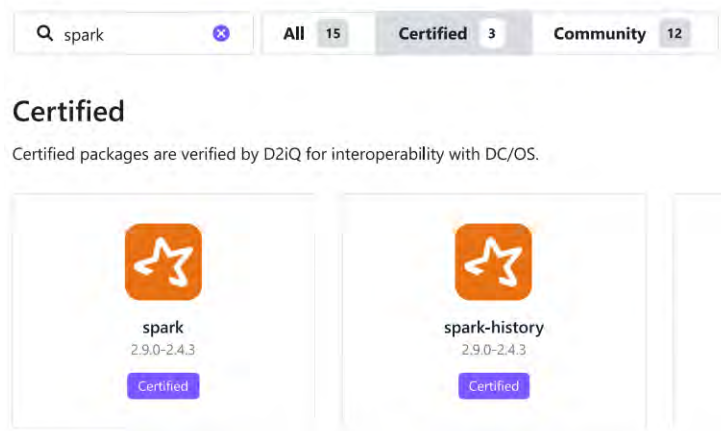 spark
All 15 Certified 3 Community 12
Certified
Certified packages are verified by D2iQ for interoperability with DC/OS.
spark
2.9.0-2.4.3
Certified
spark-history
2.9.0-2.4.3
Certified